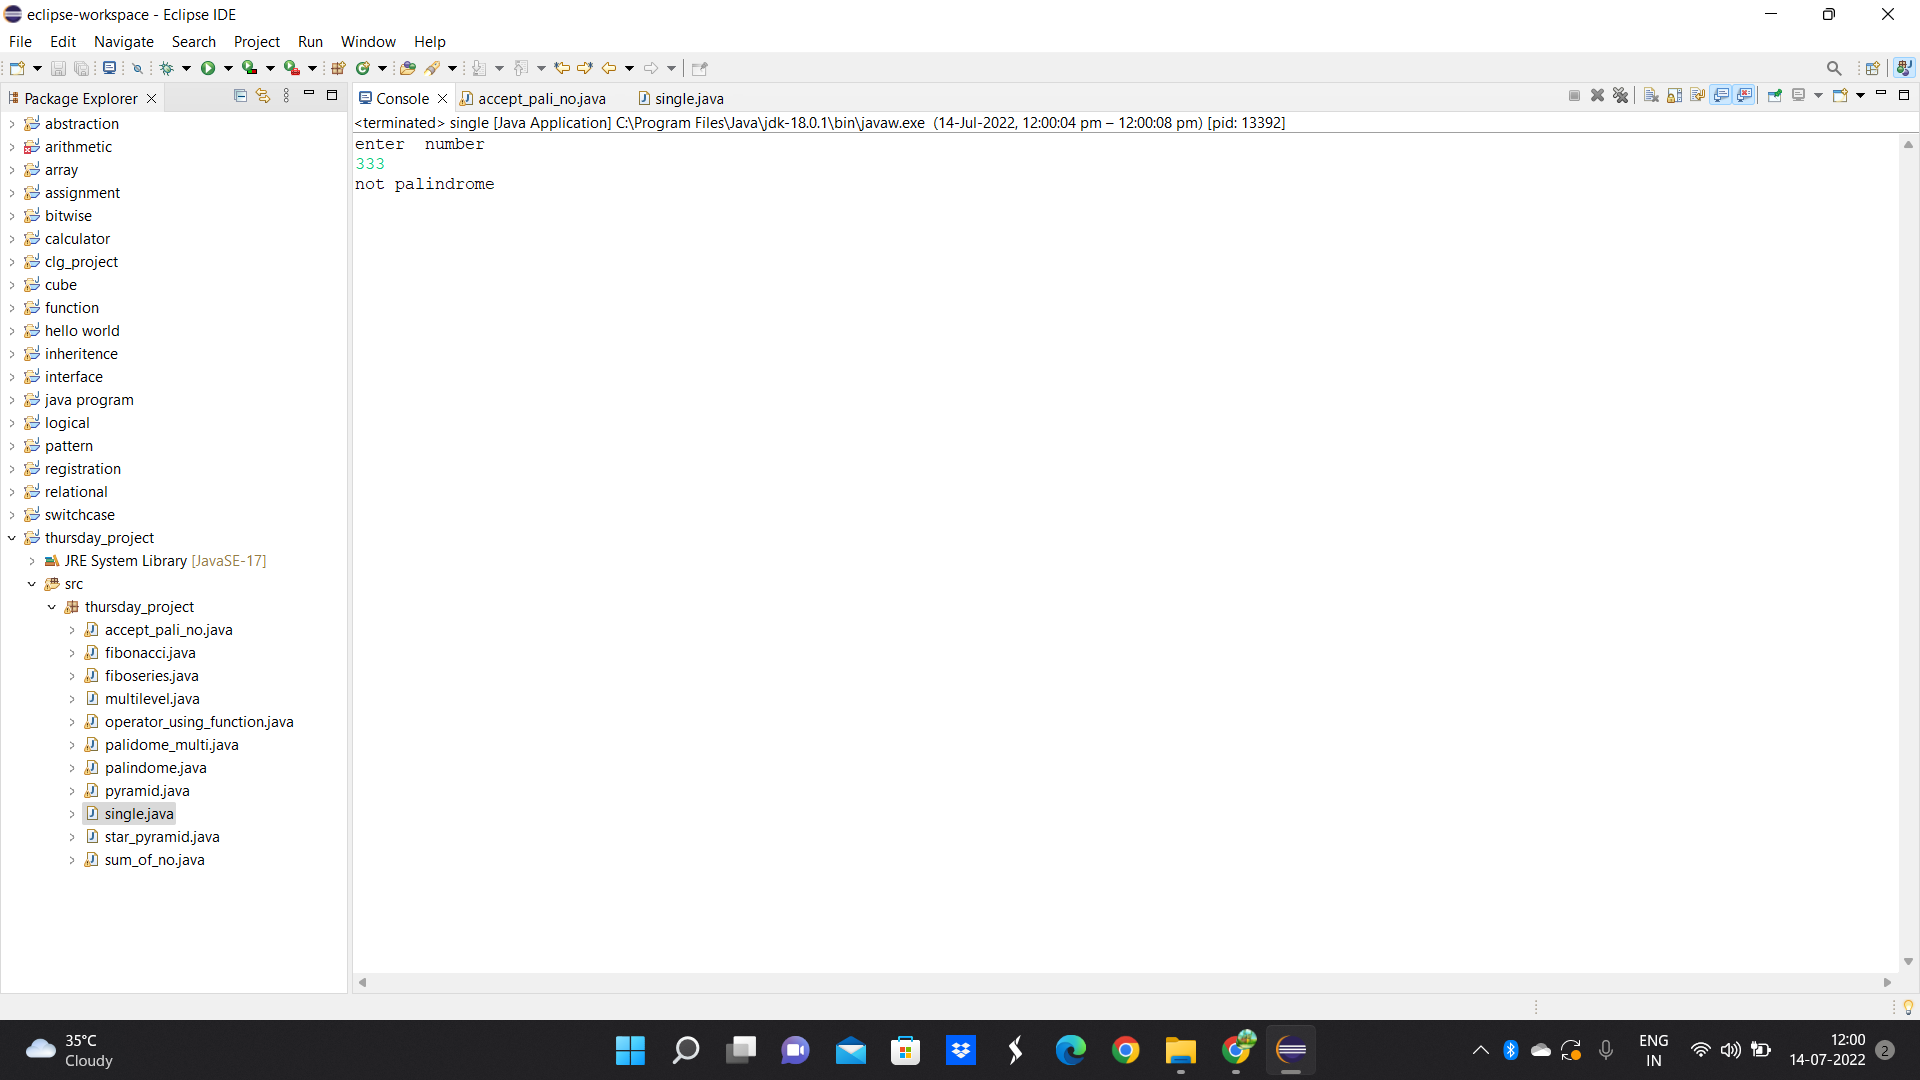 eclipse-workspace - Eclipse IDE
File Edit Navigate Search Project Run Window Help
Package Explorer
Console accept_pali_no.java single.java
<terminated> single [Java Application] C:\Program Files\Java\jdk-18.0.1\bin\javaw.exe (14-Jul-2022, 12:00:04 pm – 12:00:08 pm) [pid: 13392]
enter  number
333
not palindrome
abstraction
arithmetic
array
assignment
bitwise
calculator
clg_project
cube
function
hello world
inheritence
interface
java program
logical
pattern
registration
relational
switchcase
thursday_project
JRE System Library [JavaSE-17]
src
thursday_project
accept_pali_no.java
fibonacci.java
fiboseries.java
multilevel.java
operator_using_function.java
palidome_multi.java
palindome.java
pyramid.java
single.java
star_pyramid.java
sum_of_no.java
35°C
Cloudy
ENG
IN
12:00
14-07-2022
2